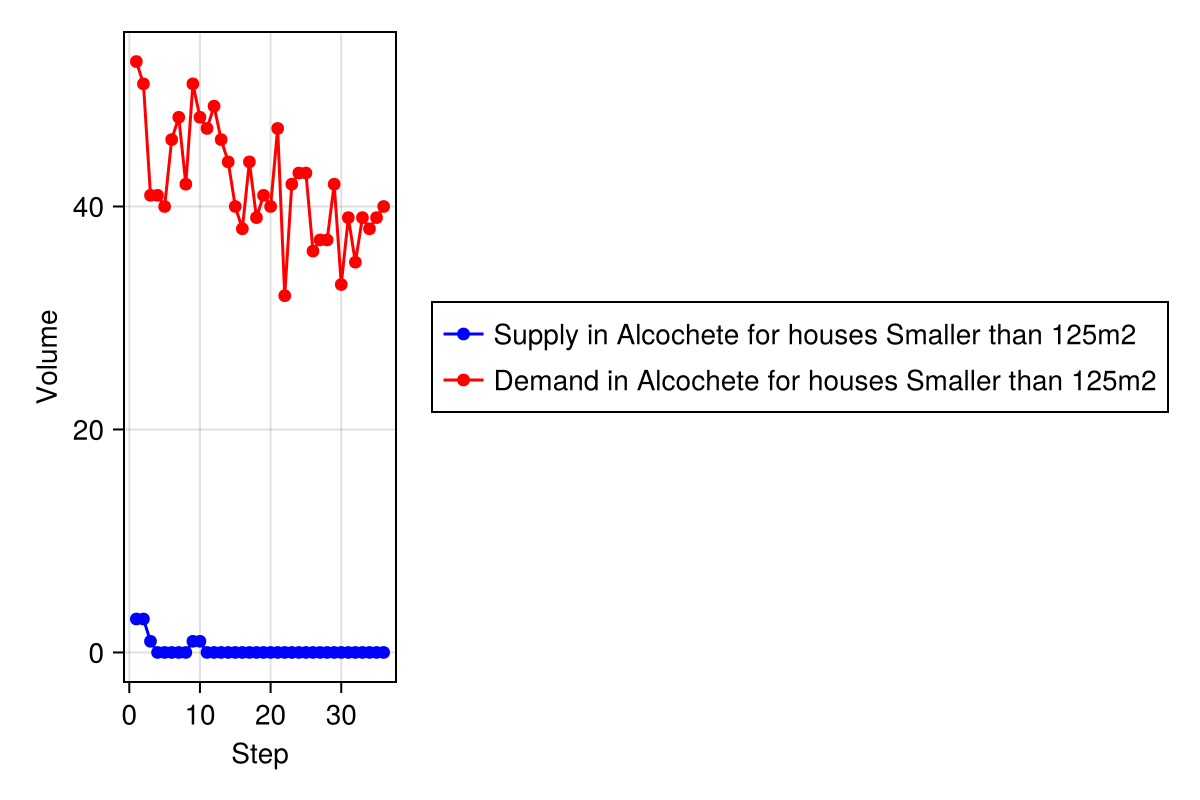 40
20
0
Volume
0 10 20 30
Step
Supply in Alcochete for houses Smaller than 125m2
Demand in Alcochete for houses Smaller than 125m2